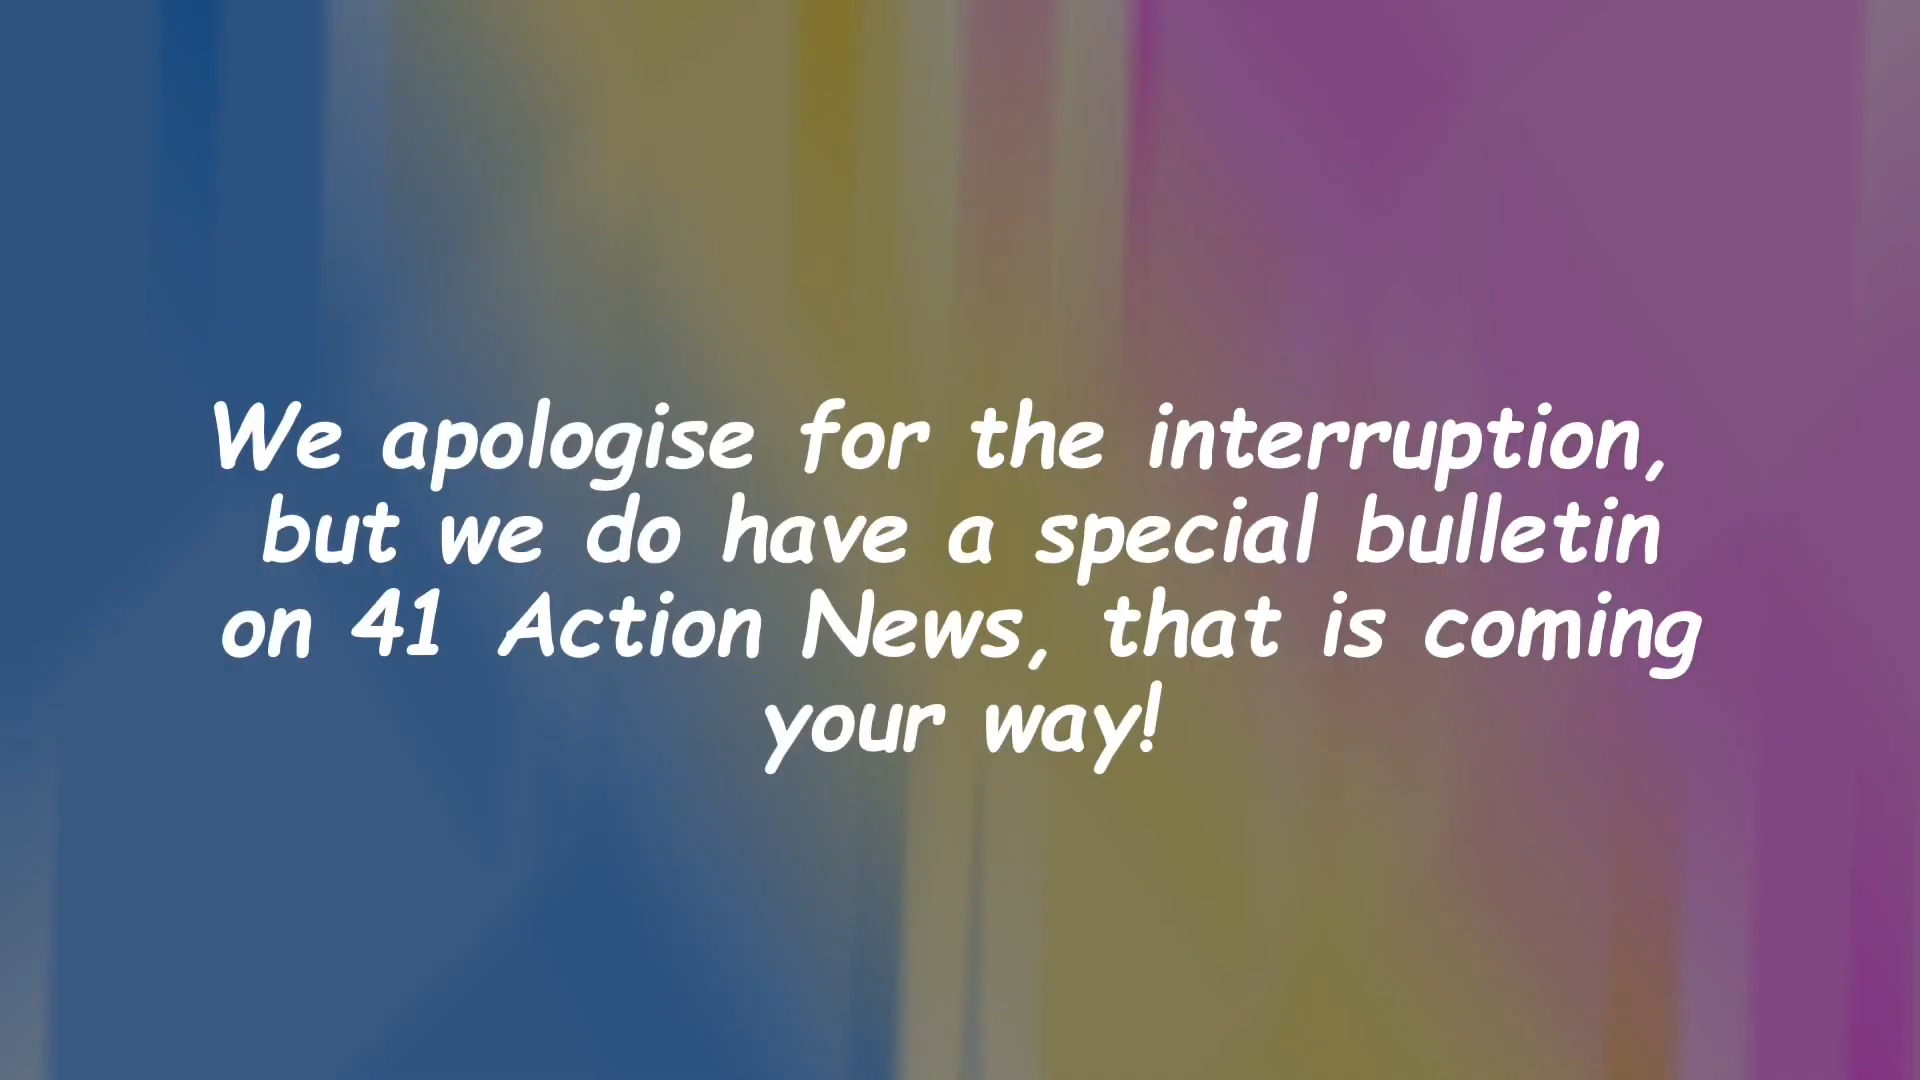 We apologise for the interruption,
but we do have a special bulletin
on 41 Action News, that is coming
your way!